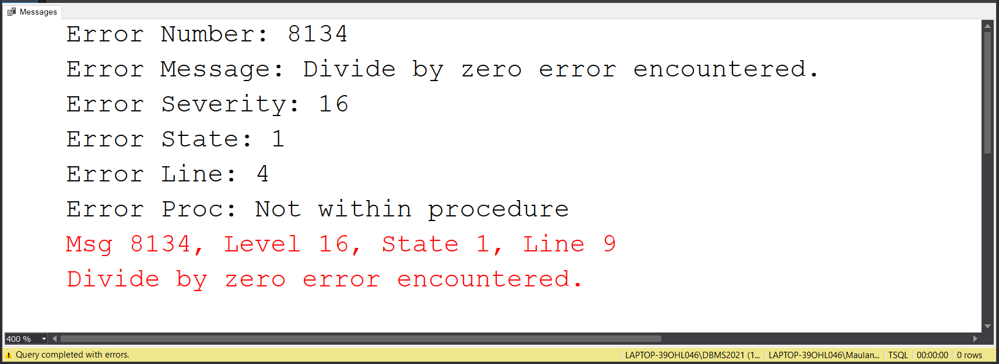 Messages
Error Number: 8134
Error Message: Divide by zero error encountered.
Error Severity: 16
Error State: 1
Error Line: 4
Error Proc: Not within procedure
Msg 8134, Level 16, State 1, Line 9
Divide by zero error encountered.
400 %
Query completed with errors. LAPTOP-39OHL046\DBMS2021 (1... LAPTOP-39OHL046\Maulan... TSQL 00:00:00 0 rows